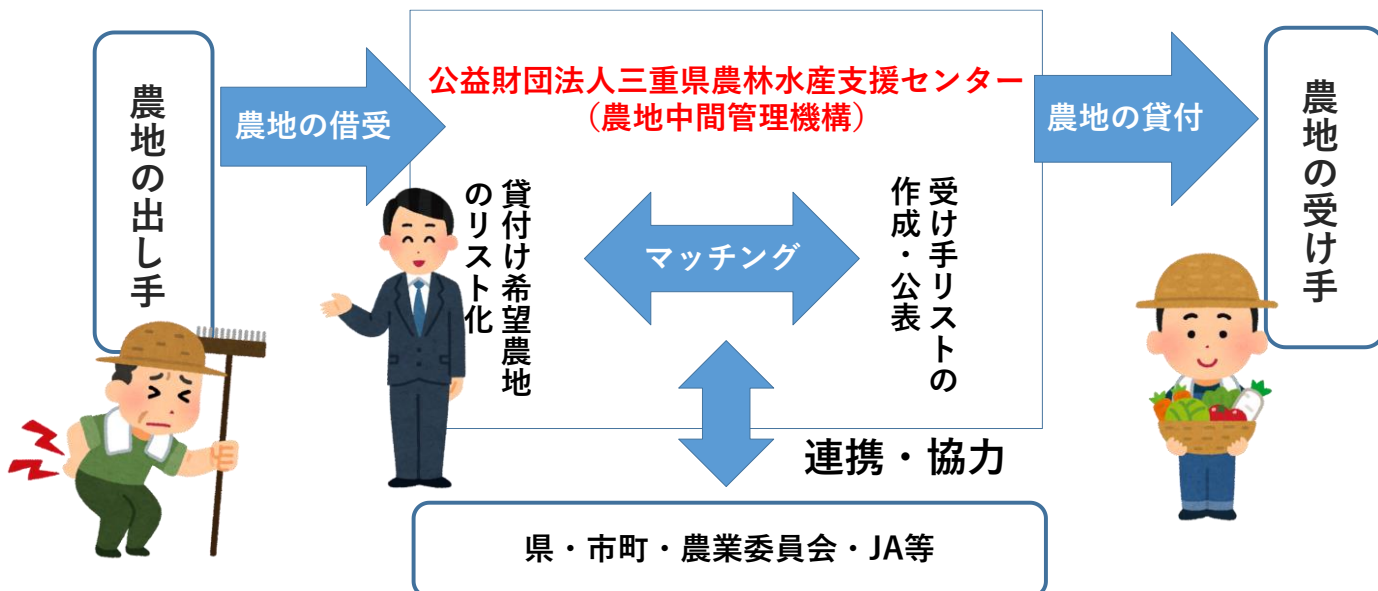 農地の出し手
農地の借受
公益財団法人三重県農林水産支援センター
（農地中間管理機構）
農地の貸付
農地の受け手
貸付け希望農地
のリスト化
マッチング
受け手リストの
作成・公表
連携・協力
県・市町・農業委員会・JA等